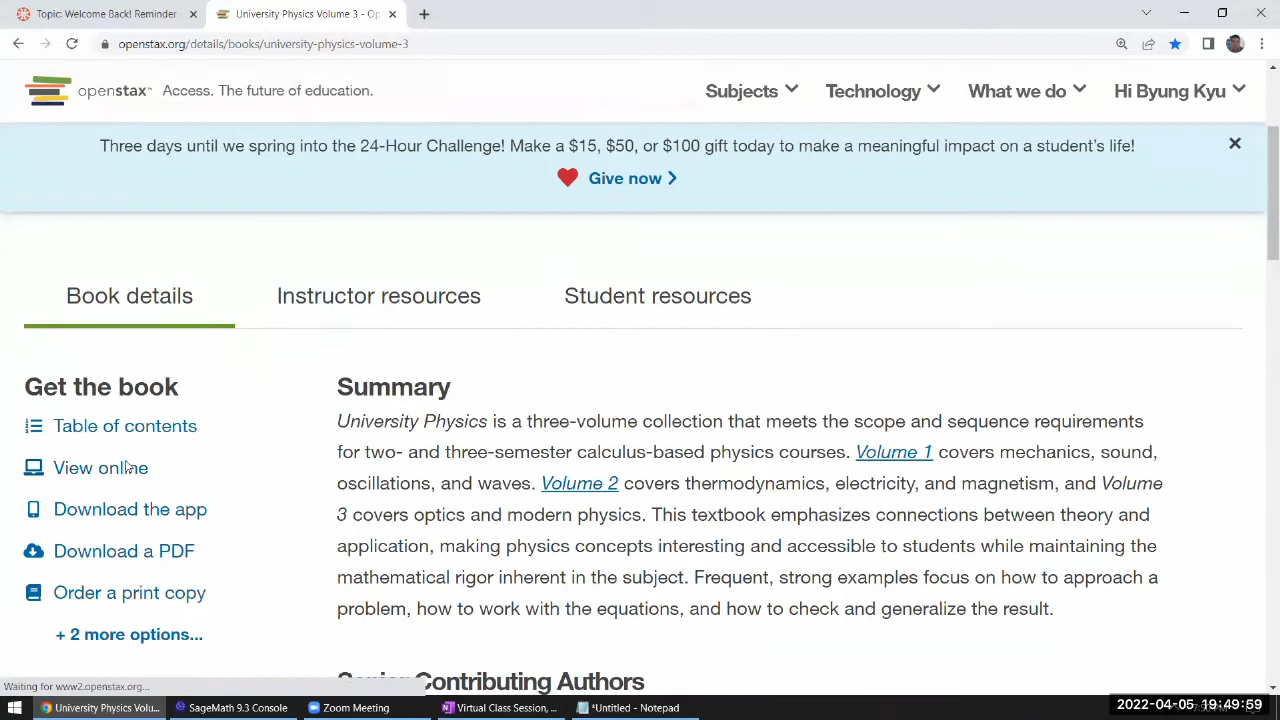 Topic: Welcome Back! Reminder
University Physics Volume 3 - Op
openstax.org/details/books/university-physics-volume-3
openstax™ Access. The future of education.
Subjects
Technology
What we do
Hi Byung Kyu
Three days until we spring into the 24-Hour Challenge! Make a $15, $50, or $100 gift today to make a meaningful impact on a student's life!
Give now
Book details
Instructor resources
Student resources
Get the book
Table of contents
View online
Download the app
Download a PDF
Order a print copy
+ 2 more options...
Summary
University Physics is a three-volume collection that meets the scope and sequence requirements
for two- and three-semester calculus-based physics courses. Volume 1 covers mechanics, sound,
oscillations, and waves. Volume 2 covers thermodynamics, electricity, and magnetism, and Volume
3 covers optics and modern physics. This textbook emphasizes connections between theory and
application, making physics concepts interesting and accessible to students while maintaining the
mathematical rigor inherent in the subject. Frequent, strong examples focus on how to approach a
problem, how to work with the equations, and how to check and generalize the result.
Senior Contributing Authors
Waiting for www2.openstax.org...
University Physics Volu...
SageMath 9.3 Console
Zoom Meeting
Virtual Class Session, ...
*Untitled - Notepad
2022-04-05 19:49:59